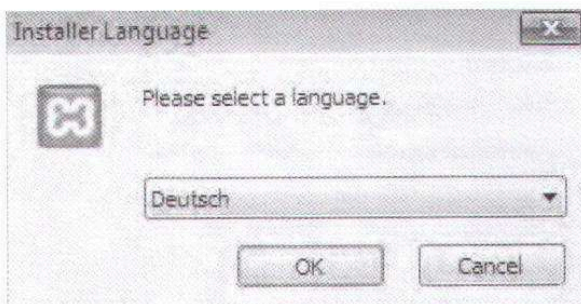 Installer Language
Please select a language.
Deutsch
OK
Cancel